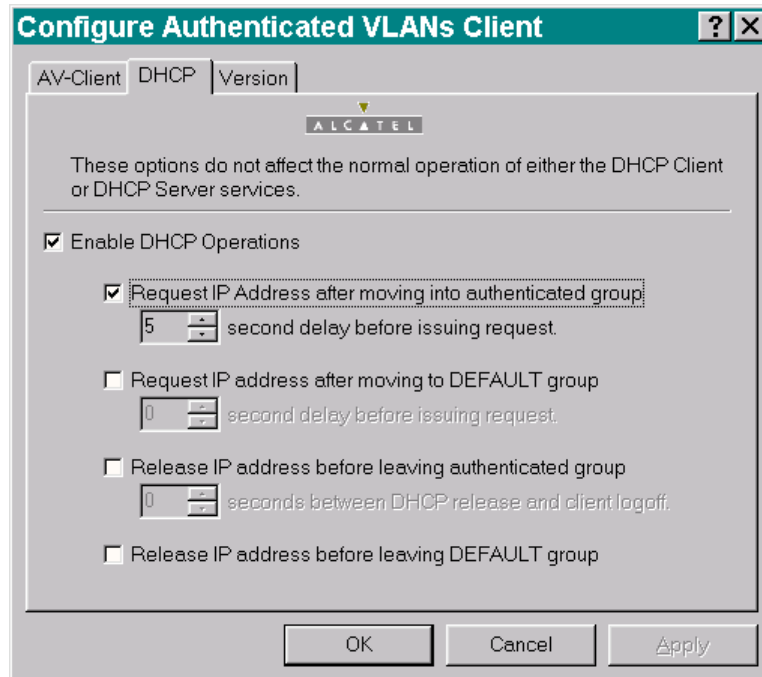 Configure Authenticated VLANs Client
?
AV-Client DHCP Version
ALCATEL
These options do not affect the normal operation of either the DHCP Client
or DHCP Server services.
Enable DHCP Operations
Request IP Address after moving into authenticated group
5 second delay before issuing request.
Request IP address after moving to DEFAULT group
0 second delay before issuing request.
Release IP address before leaving authenticated group
0 seconds between DHCP release and client logoff.
Release IP address before leaving DEFAULT group
OK Cancel Apply